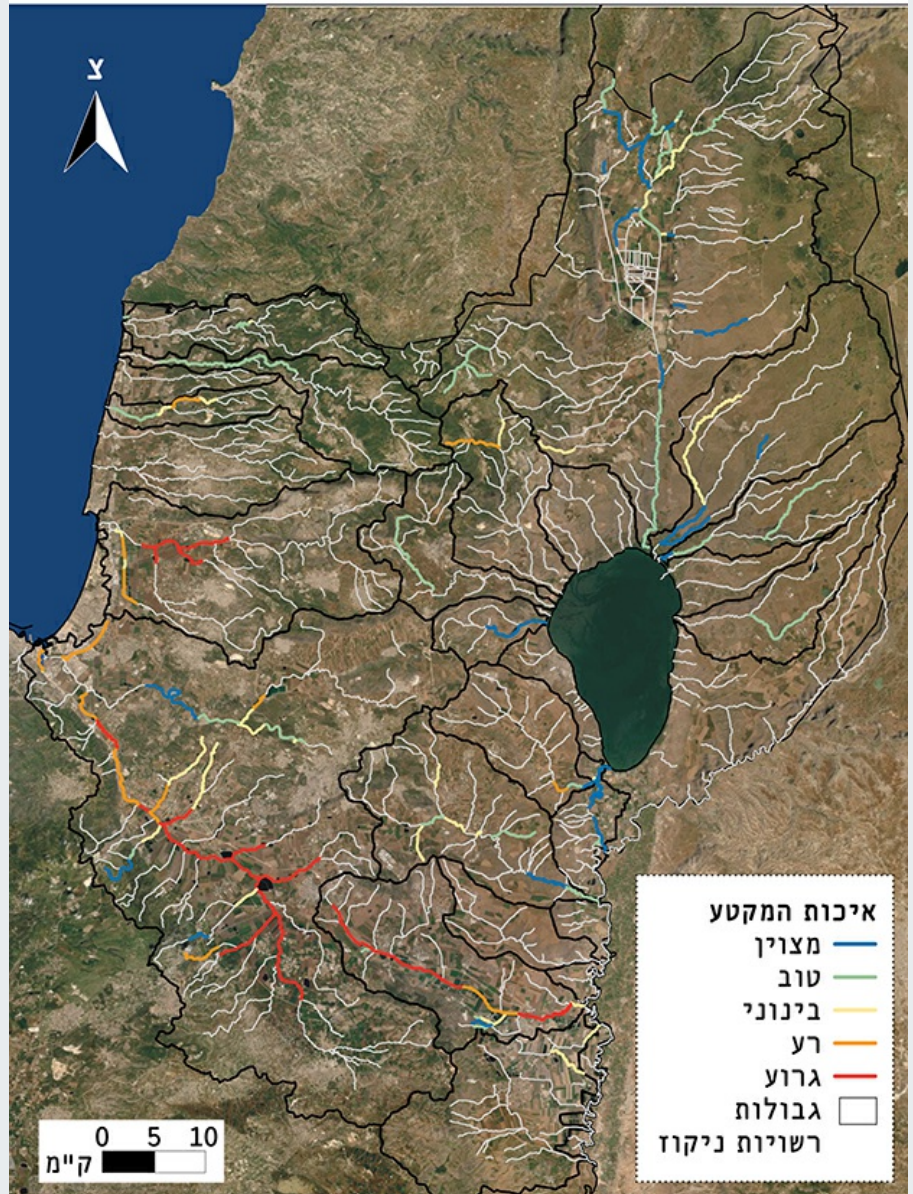 צ
איכות המקטע
מצוין
טוב
בינוני
רע
גרוע
גבולות
רשויות ניקוז
0 5 10
ק"מ